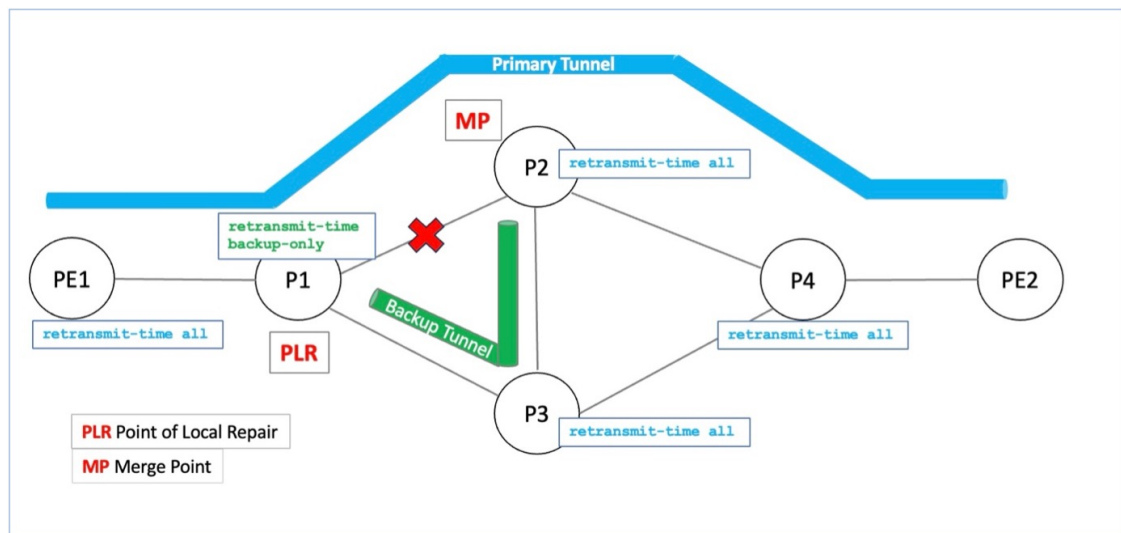 Primary Tunnel
MP
P2
retransmit-time all
retransmit-time
backup-only
PE1
P1
P4
PE2
Backup Tunnel
retransmit-time all
retransmit-time all
PLR
P3
retransmit-time all
PLR Point of Local Repair
MP Merge Point